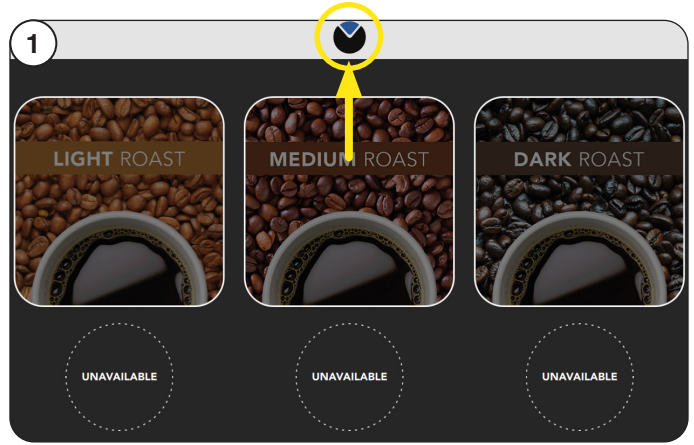 1
LIGHT ROAST
MEDIUM ROAST
DARK ROAST
UNAVAILABLE
UNAVAILABLE
UNAVAILABLE